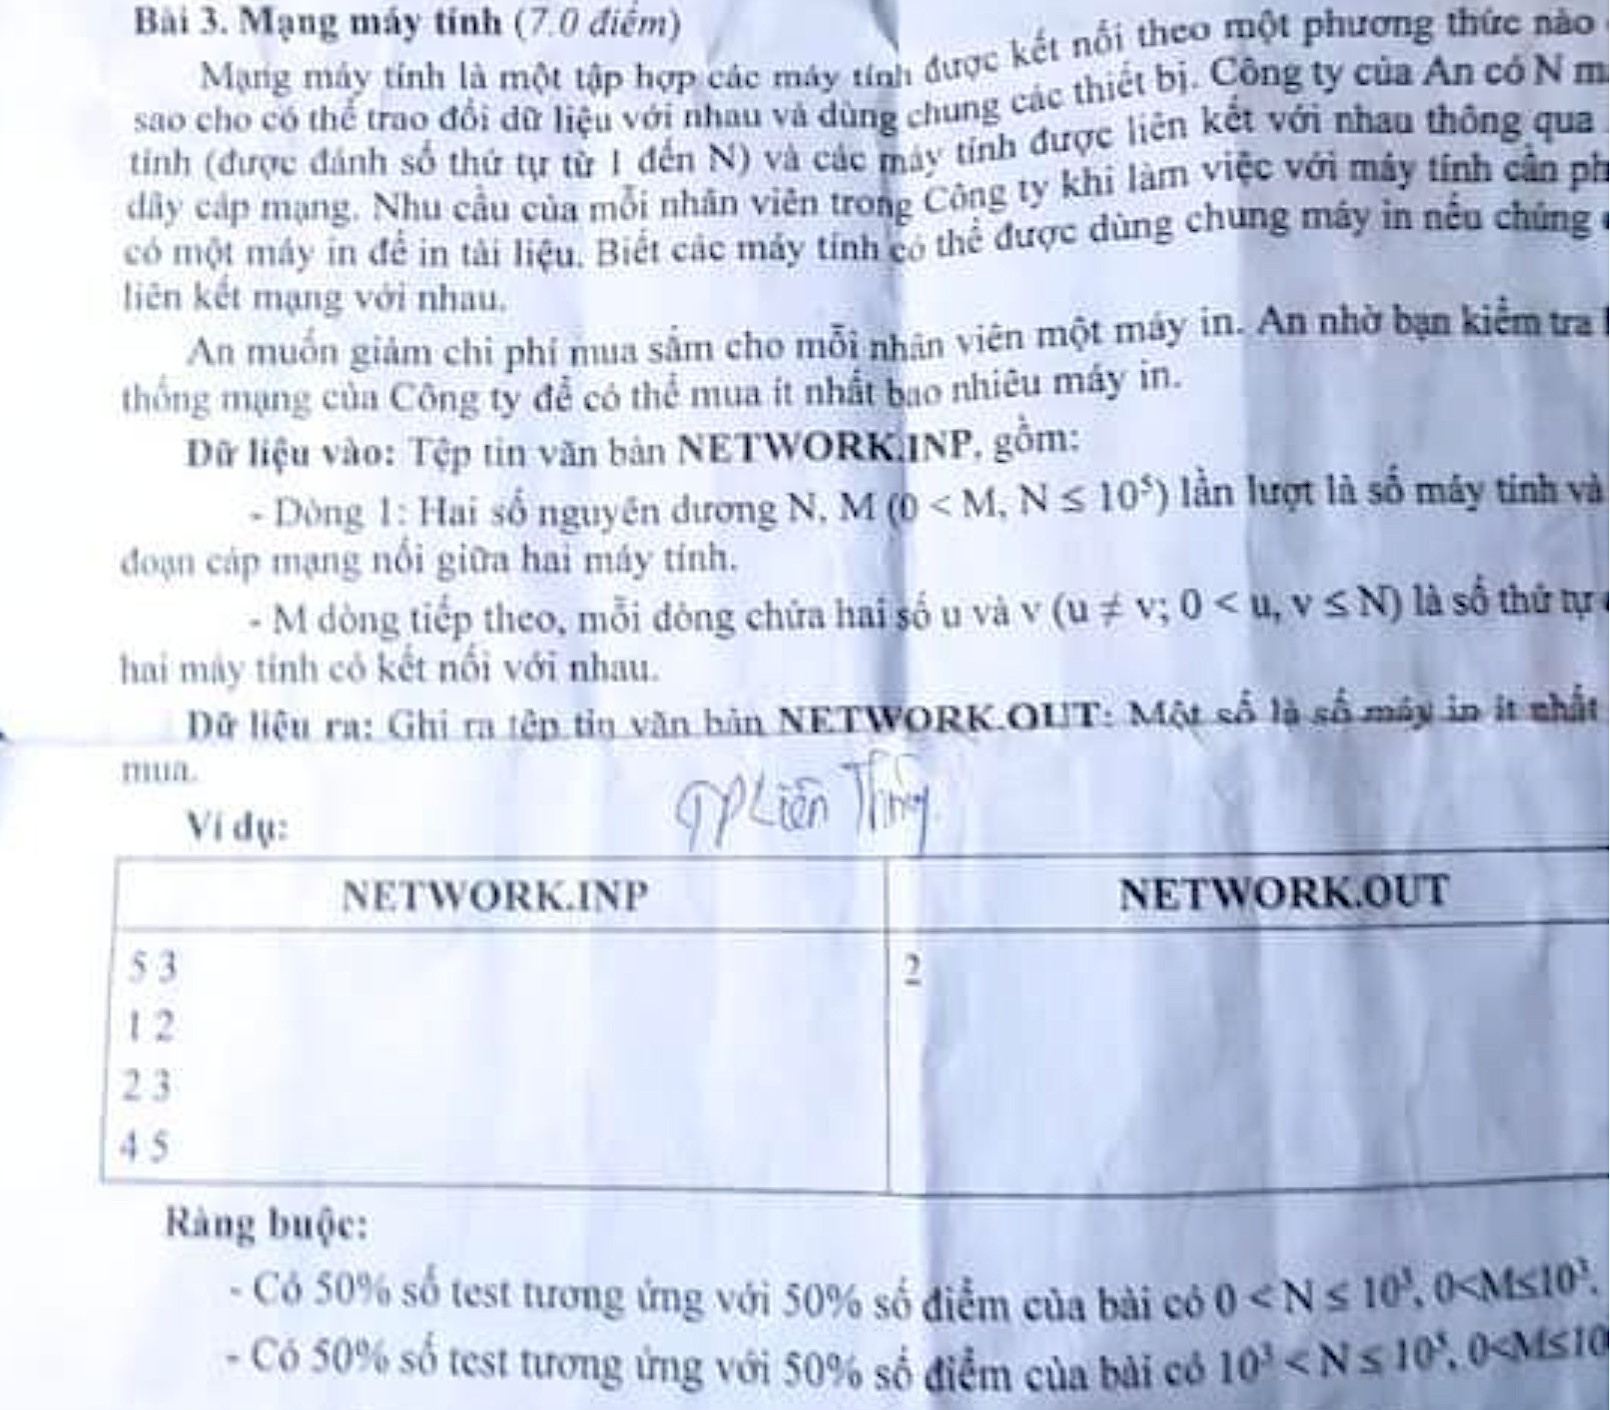 Bài 3. Mạng máy tính (7.0 điểm)
Mạng máy tính là một tập hợp các máy tính được kết nối theo một phương thức nào
sao cho có thể trao đổi dữ liệu với nhau và dùng chung các thiết bị. Công ty của An có N
tính (được đánh số thứ tự từ 1 đến N) và các máy tính được liên kết với nhau thông qua
dây cáp mạng. Nhu cầu của mỗi nhân viên trong Công ty khi làm việc với máy tính cần
có một máy in để in tài liệu. Biết các máy tính có thể được dùng chung máy in nếu chúng
liên kết mạng với nhau.
An muốn giảm chi phí mua sắm cho mỗi nhân viên một máy in. An nhờ bạn kiểm tra
thống mạng của Công ty để có thể mua ít nhất bao nhiêu máy in.
Dữ liệu vào: Tệp tin văn bản NETWORK.INP, gồm:
- Dòng 1: Hai số nguyên dương N, M (0 < M, N ≤ 10⁵) lần lượt là số máy tính và
đoạn cáp mạng nối giữa hai máy tính.
- M dòng tiếp theo, mỗi dòng chứa hai số u và v (u ≠ v; 0 < u, v ≤ N) là số thứ tự
hai máy tính có kết nối với nhau.
Dữ liệu ra: Ghi ra tệp tin văn bản NETWORK.OUT: Một số là số máy in ít nhất
mua.
Ví dụ:
NETWORK.INP NETWORK.OUT
5 3 2
1 2
2 3
4 5
Ràng buộc:
- Có 50% số test tương ứng với 50% số điểm của bài có 0 < N ≤ 10³, 0<M≤10³.
- Có 50% số test tương ứng với 50% số điểm của bài có 10³ < N ≤ 10⁵, 0<M≤10